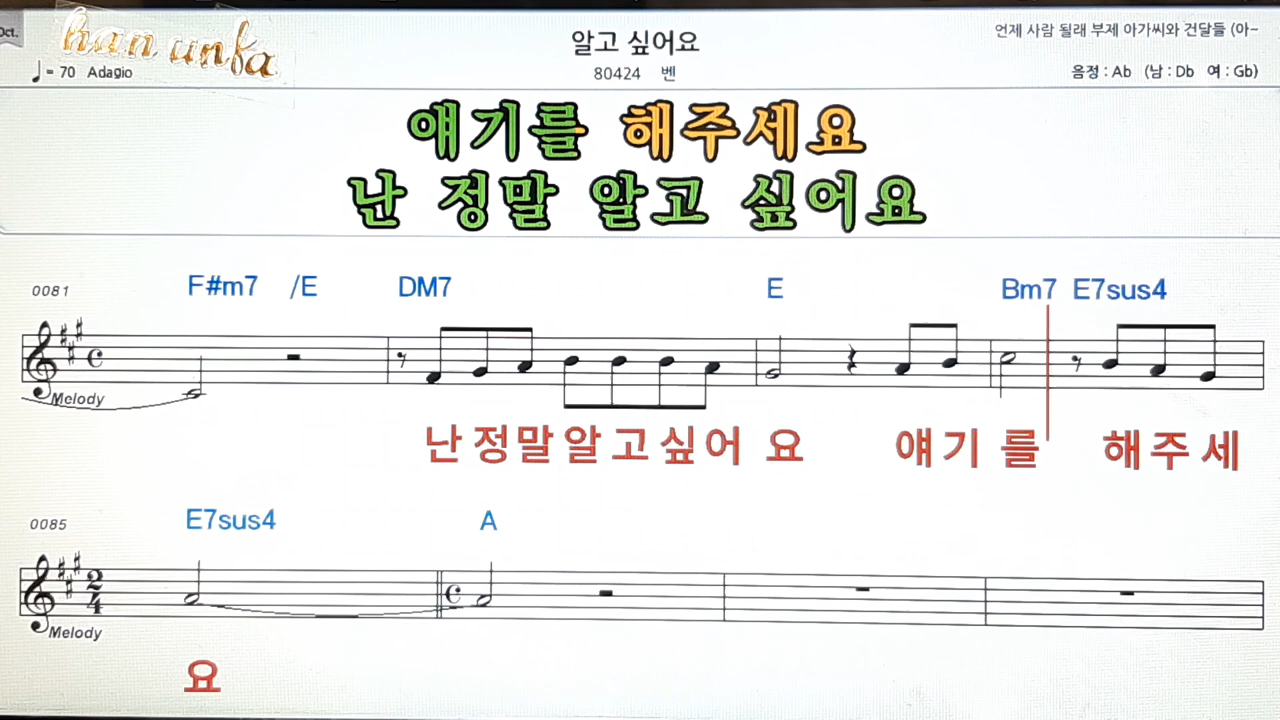 Oct.
han unfa
알고 싶어요
언제 사람 될래 부제 아가씨와 건달들 (아~
♩= 70 Adagio
80424 벤
음정 : Ab (남 : Db 여 : Gb)
얘기를 해주세요
난 정말 알고 싶어요
0081 F#m7 /E DM7 E Bm7 E7sus4
Melody
난 정 말 알 고 싶 어 요 얘 기 를 해 주 세
0085 E7sus4 A
2
4
Melody
요